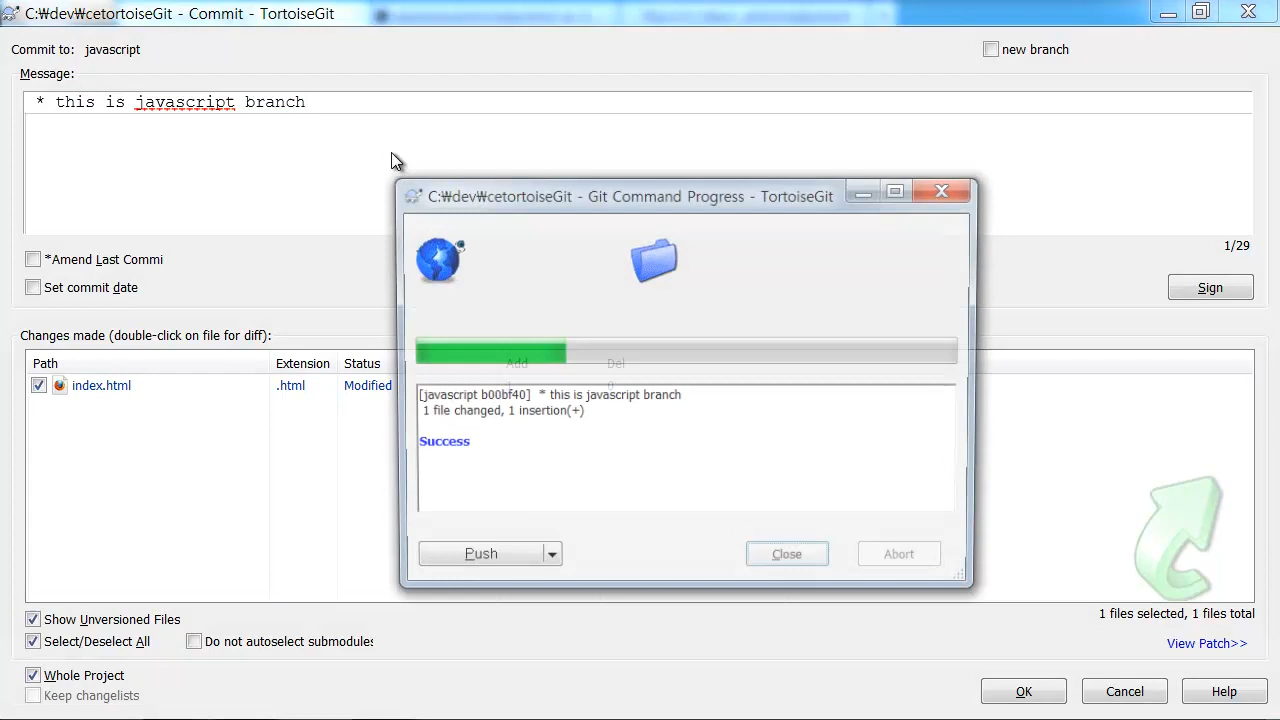 C:₩dev₩cetortoiseGit - Commit - TortoiseGit
Commit to: javascript
new branch
Message:
* this is javascript branch
C:₩dev₩cetortoiseGit - Git Command Progress - TortoiseGit
*Amend Last Commi
1/29
Set commit date
Sign
Changes made (double-click on file for diff):
Path Extension Status Add Del
index.html .html Modified
[javascript b00bf40] * this is javascript branch
1 file changed, 1 insertion(+)
Success
Push Close Abort
Show Unversioned Files
1 files selected, 1 files total
Select/Deselect All Do not autoselect submodules
View Patch>>
Whole Project
Keep changelists
OK Cancel Help